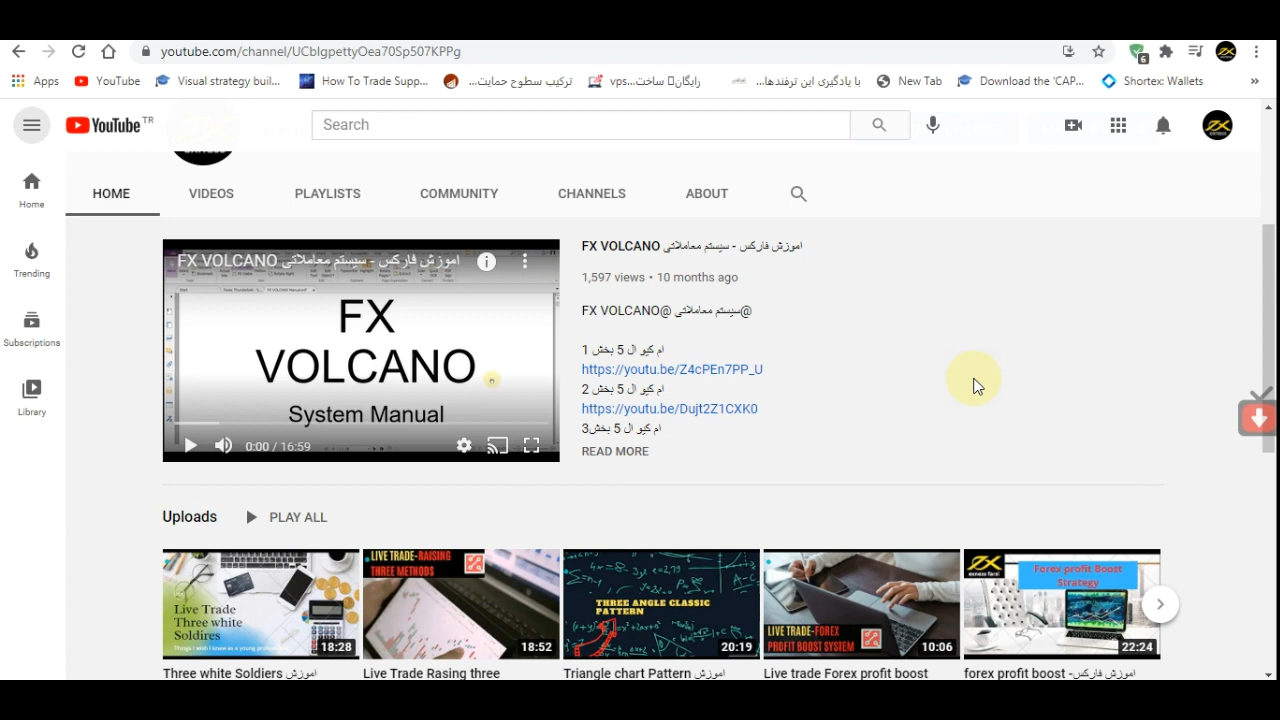 youtube.com/channel/UCblgpettyOea70Sp507KPPg
6
Apps
YouTube
Visual strategy buil...
How To Trade Supp...
ترکیب سطوح حمایت...
رایگان ساخت...vps
با یادگیری این ترفندها...
New Tab
Download the 'CAP...
Shortex: Wallets
»
YouTube TR
Search
Home
Trending
Subscriptions
Library
HOME
VIDEOS
PLAYLISTS
COMMUNITY
CHANNELS
ABOUT
FX VOLCANO اموزش فارکس - سیستم معاملاتی
FX
VOLCANO
System Manual
0:00 / 16:59
FX VOLCANO اموزش فارکس - سیستم معاملاتی
1,597 views • 10 months ago
FX VOLCANO@ سیستم معاملاتی@
ام کیو ال 5 بخش 1
https://youtu.be/Z4cPEn7PP_U
ام کیو ال 5 بخش 2
https://youtu.be/Dujt2Z1CXK0
ام کیو ال 5 بخش3
READ MORE
Uploads
PLAY ALL
Live Trade
Three white
Soldires
18:28
LIVE TRADE-RAISING
THREE METHODS
18:52
THREE ANGLE CLASSIC
PATTERN
20:19
LIVE TRADE-FOREX
PROFIT BOOST SYSTEM
10:06
exness farsi
Forex profit Boost
Strategy
22:24
Three white Soldiers اموزش
Live Trade Rasing three
Triangle chart Pattern اموزش
Live trade Forex profit boost
forex profit boost -اموزش فارکس